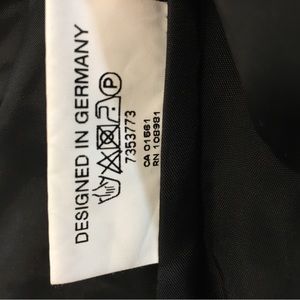 DESIGNED IN GERMANY
P
7353773
CA 01561
RN 108981